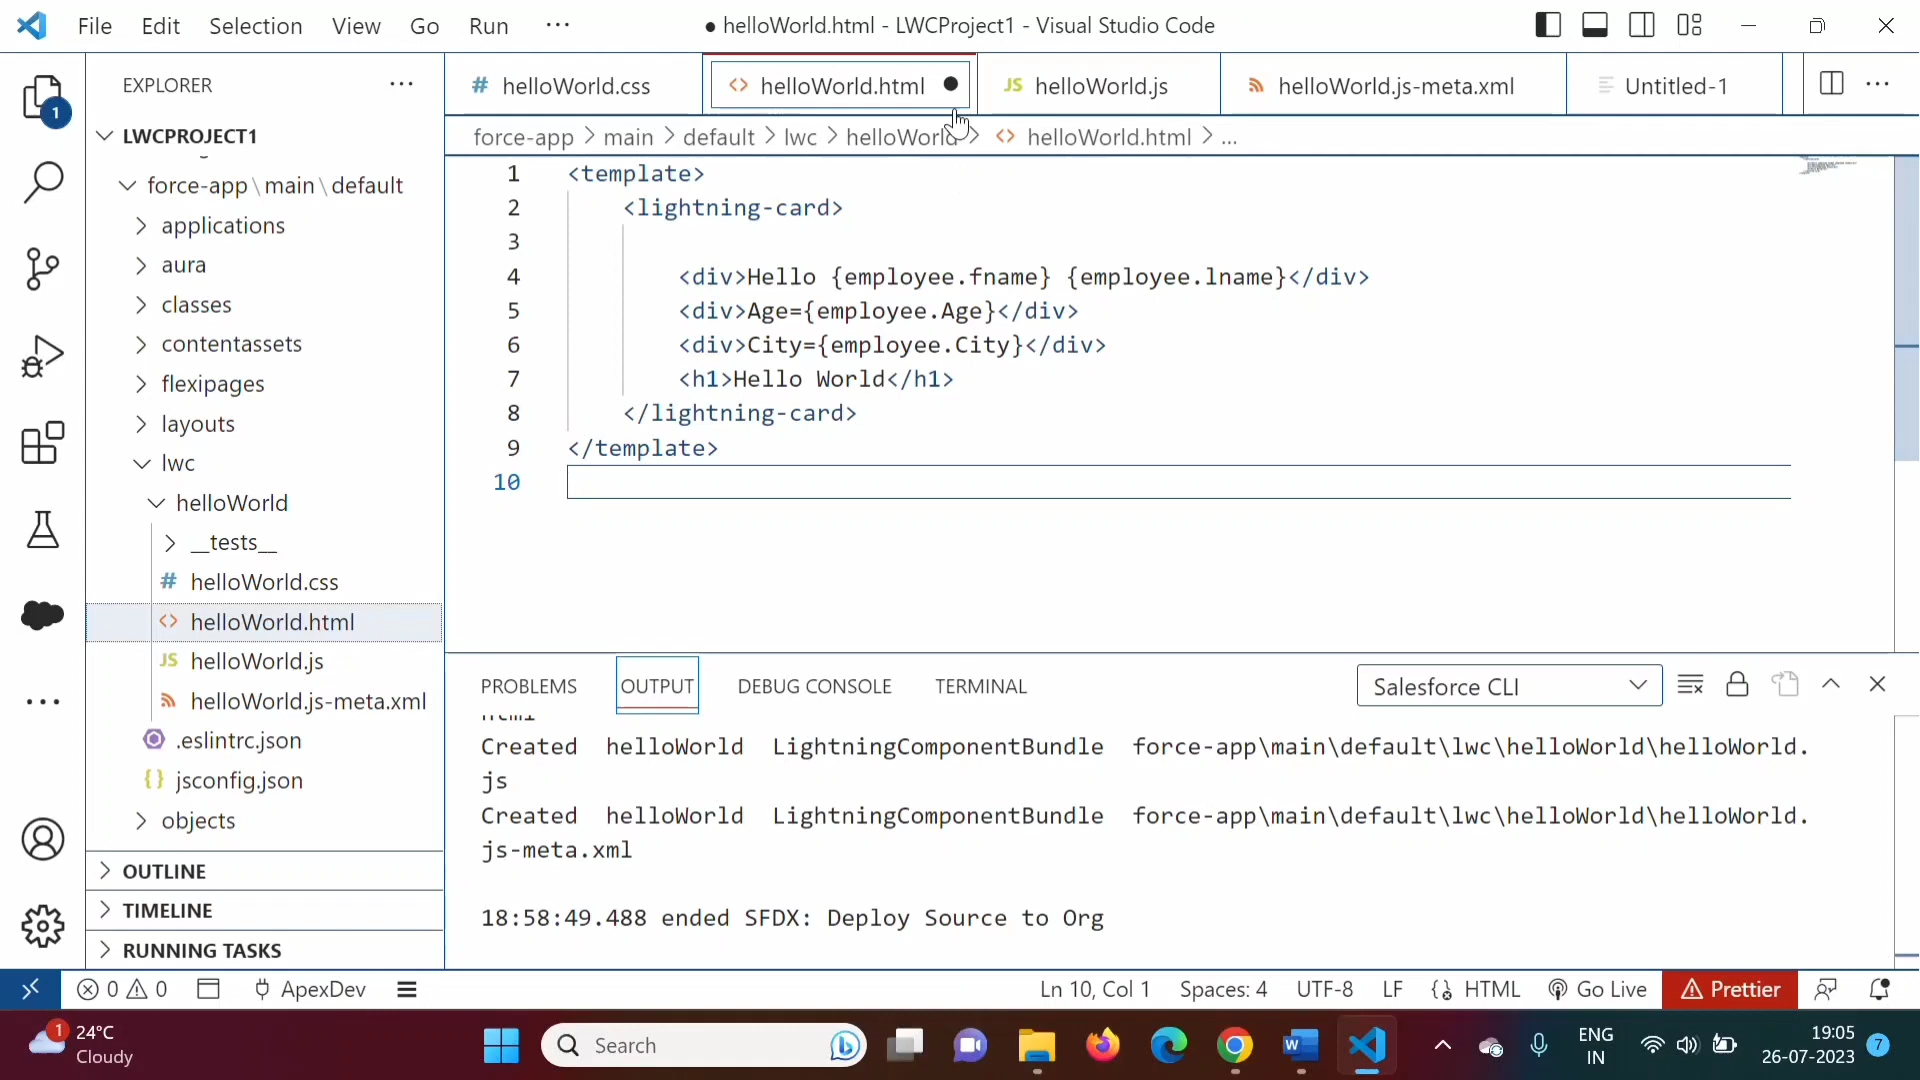 File Edit Selection View Go Run ···
● helloWorld.html - LWCProject1 - Visual Studio Code
EXPLORER
1
LWCPROJECT1
force-app\main\default
applications
aura
classes
contentassets
flexipages
layouts
lwc
helloWorld
__tests__
helloWorld.css
helloWorld.html
helloWorld.js
helloWorld.js-meta.xml
.eslintrc.json
jsconfig.json
objects
OUTLINE
TIMELINE
RUNNING TASKS
# helloWorld.css <> helloWorld.html ● JS helloWorld.js helloWorld.js-meta.xml Untitled-1
force-app > main > default > lwc > helloWorld > <> helloWorld.html > ...
1 <template>
2 <lightning-card>
3
4 <div>Hello {employee.fname} {employee.lname}</div>
5 <div>Age={employee.Age}</div>
6 <div>City={employee.City}</div>
7 <h1>Hello World</h1>
8 </lightning-card>
9 </template>
10
PROBLEMS OUTPUT DEBUG CONSOLE TERMINAL Salesforce CLI
html
Created helloWorld LightningComponentBundle force-app\main\default\lwc\helloWorld\helloWorld.
js
Created helloWorld LightningComponentBundle force-app\main\default\lwc\helloWorld\helloWorld.
js-meta.xml
18:58:49.488 ended SFDX: Deploy Source to Org
0 0 ApexDev Ln 10, Col 1 Spaces: 4 UTF-8 LF HTML Go Live Prettier
1 24°C
Cloudy
Search
ENG
IN
19:05
26-07-2023
7